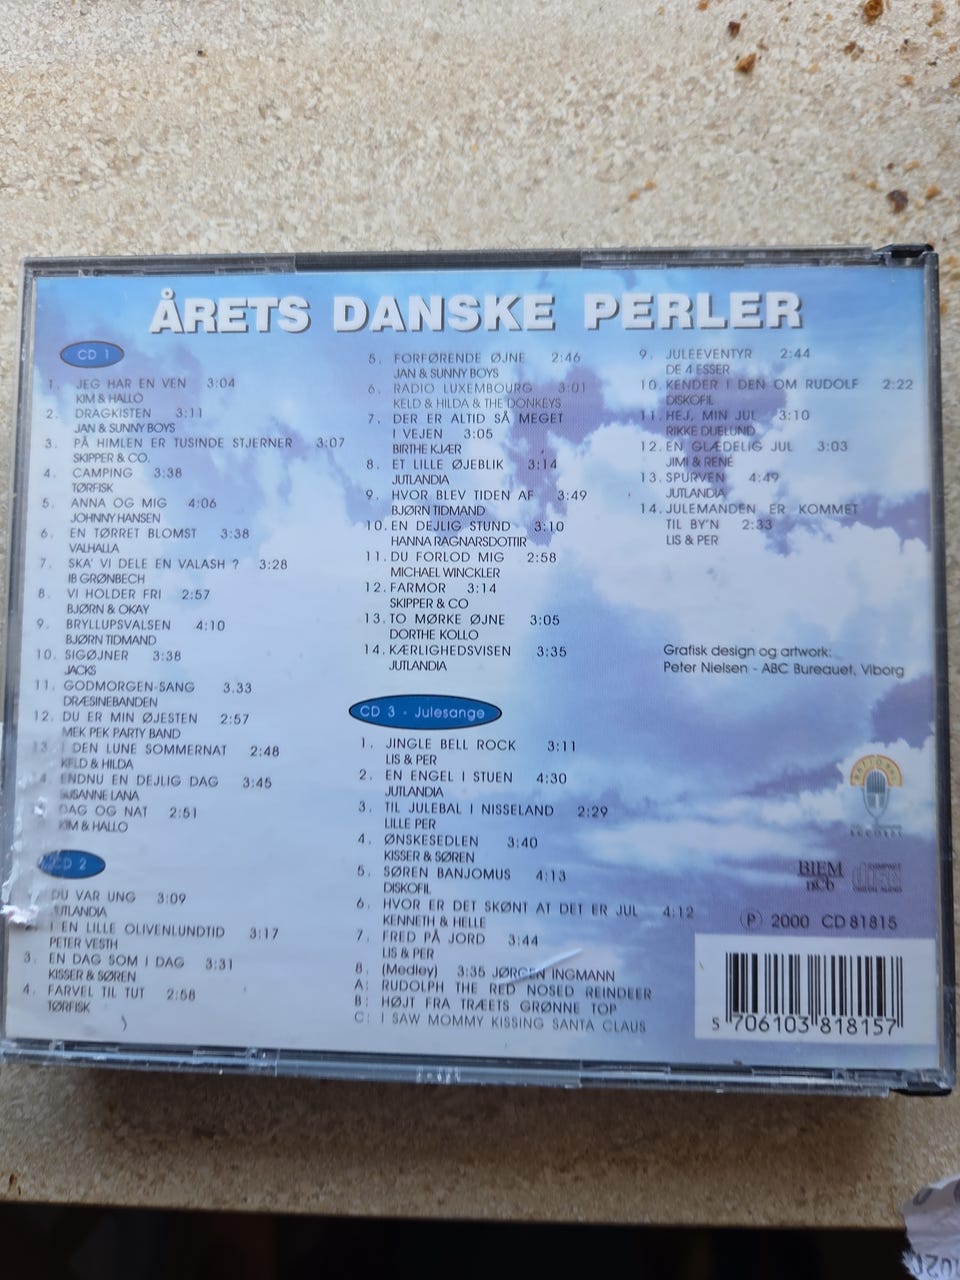 ÅRETS DANSKE PERLER
CD 1
1. JEG HAR EN VEN 3:04
KIM & HALLO
2. DRAGKISTEN 3:11
JAN & SUNNY BOYS
3. PÅ HIMLEN ER TUSINDE STJERNER 3:07
SKIPPER & CO.
4. CAMPING 3:38
TØRFISK
5. ANNA OG MIG 4:06
JOHNNY HANSEN
6. EN TØRRET BLOMST 3:38
VALHALLA
7. SKA' VI DELE EN VALASH ? 3:28
IB GRØNBECH
8. VI HOLDER FRI 2:57
BJØRN & OKAY
9. BRYLLUPSVALSEN 4:10
BJØRN TIDMAND
10. SIGØJNER 3:38
JACKS
11. GODMORGEN-SANG 3.33
DRÆSINEBANDEN
12. DU ER MIN ØJESTEN 2:57
MEK PEK PARTY BAND
13. I DEN LUNE SOMMERNAT 2:48
KELD & HILDA
14. ENDNU EN DEJLIG DAG 3:45
SUSANNE LANA
DAG OG NAT 2:51
KIM & HALLO
CD 2
DU VAR UNG 3:09
JUTLANDIA
2. I EN LILLE OLIVENLUNDTID 3:17
PETER VESTH
3. EN DAG SOM I DAG 3:31
KISSER & SØREN
4. FARVEL TIL TUT 2:58
TØRFISK
5. FORFØRENDE ØJNE 2:46
JAN & SUNNY BOYS
6. RADIO LUXEMBOURG 3:01
KELD & HILDA & THE DONKEYS
7. DER ER ALTID SÅ MEGET
I VEJEN 3:05
BIRTHE KJÆR
8. ET LILLE ØJEBLIK 3:14
JUTLANDIA
9. HVOR BLEV TIDEN AF 3:49
BJØRN TIDMAND
10. EN DEJLIG STUND 3:10
HANNA RAGNARSDOTTIR
11. DU FORLOD MIG 2:58
MICHAEL WINCKLER
12. FARMOR 3:14
SKIPPER & CO
13. TO MØRKE ØJNE 3:05
DORTHE KOLLO
14. KÆRLIGHEDSVISEN 3:35
JUTLANDIA
CD 3 - Julesange
1. JINGLE BELL ROCK 3:11
LIS & PER
2. EN ENGEL I STUEN 4:30
JUTLANDIA
3. TIL JULEBAL I NISSELAND 2:29
LILLE PER
4. ØNSKESEDLEN 3:40
KISSER & SØREN
5. SØREN BANJOMUS 4:13
DISKOFIL
6. HVOR ER DET SKØNT AT DET ER JUL 4:12
KENNETH & HELLE
7. FRED PÅ JORD 3:44
LIS & PER
8. (Medley) 3:35 JØRGEN INGMANN
A: RUDOLPH THE RED NOSED REINDEER
B: HØJT FRA TRÆETS GRØNNE TOP
C: I SAW MOMMY KISSING SANTA CLAUS
9. JULEEVENTYR 2:44
DE 4 ESSER
10. KENDER I DEN OM RUDOLF 2:22
DISKOFIL
11. HEJ, MIN JUL 3:10
RIKKE DUELUND
12. EN GLÆDELIG JUL 3:03
JIMI & RENÉ
13. SPURVEN 4:49
JUTLANDIA
14. JULEMANDEN ER KOMMET
TIL BY'N 2:33
LIS & PER
Grafisk design og artwork:
Peter Nielsen - ABC Bureauet, Viborg
RECORDS
BIEM
nCb
COMPACT
disc
DIGITAL AUDIO
Ⓟ 2000 CD 81815
5 706103 818157